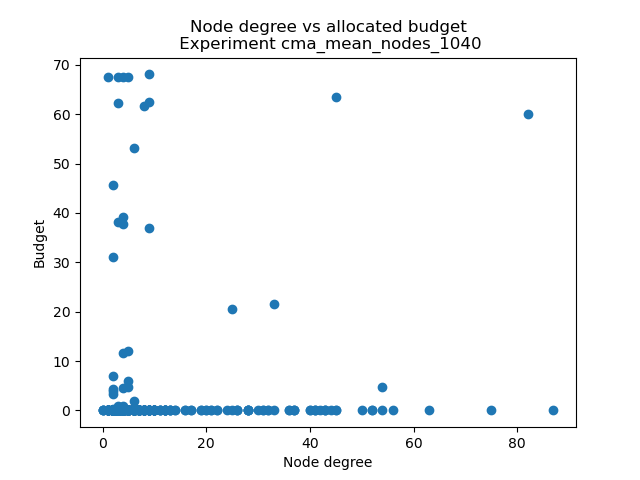 Node degree vs allocated budget
Experiment cma_mean_nodes_1040
70
60
50
40
30
20
10
0
Budget
0 20 40 60 80
Node degree